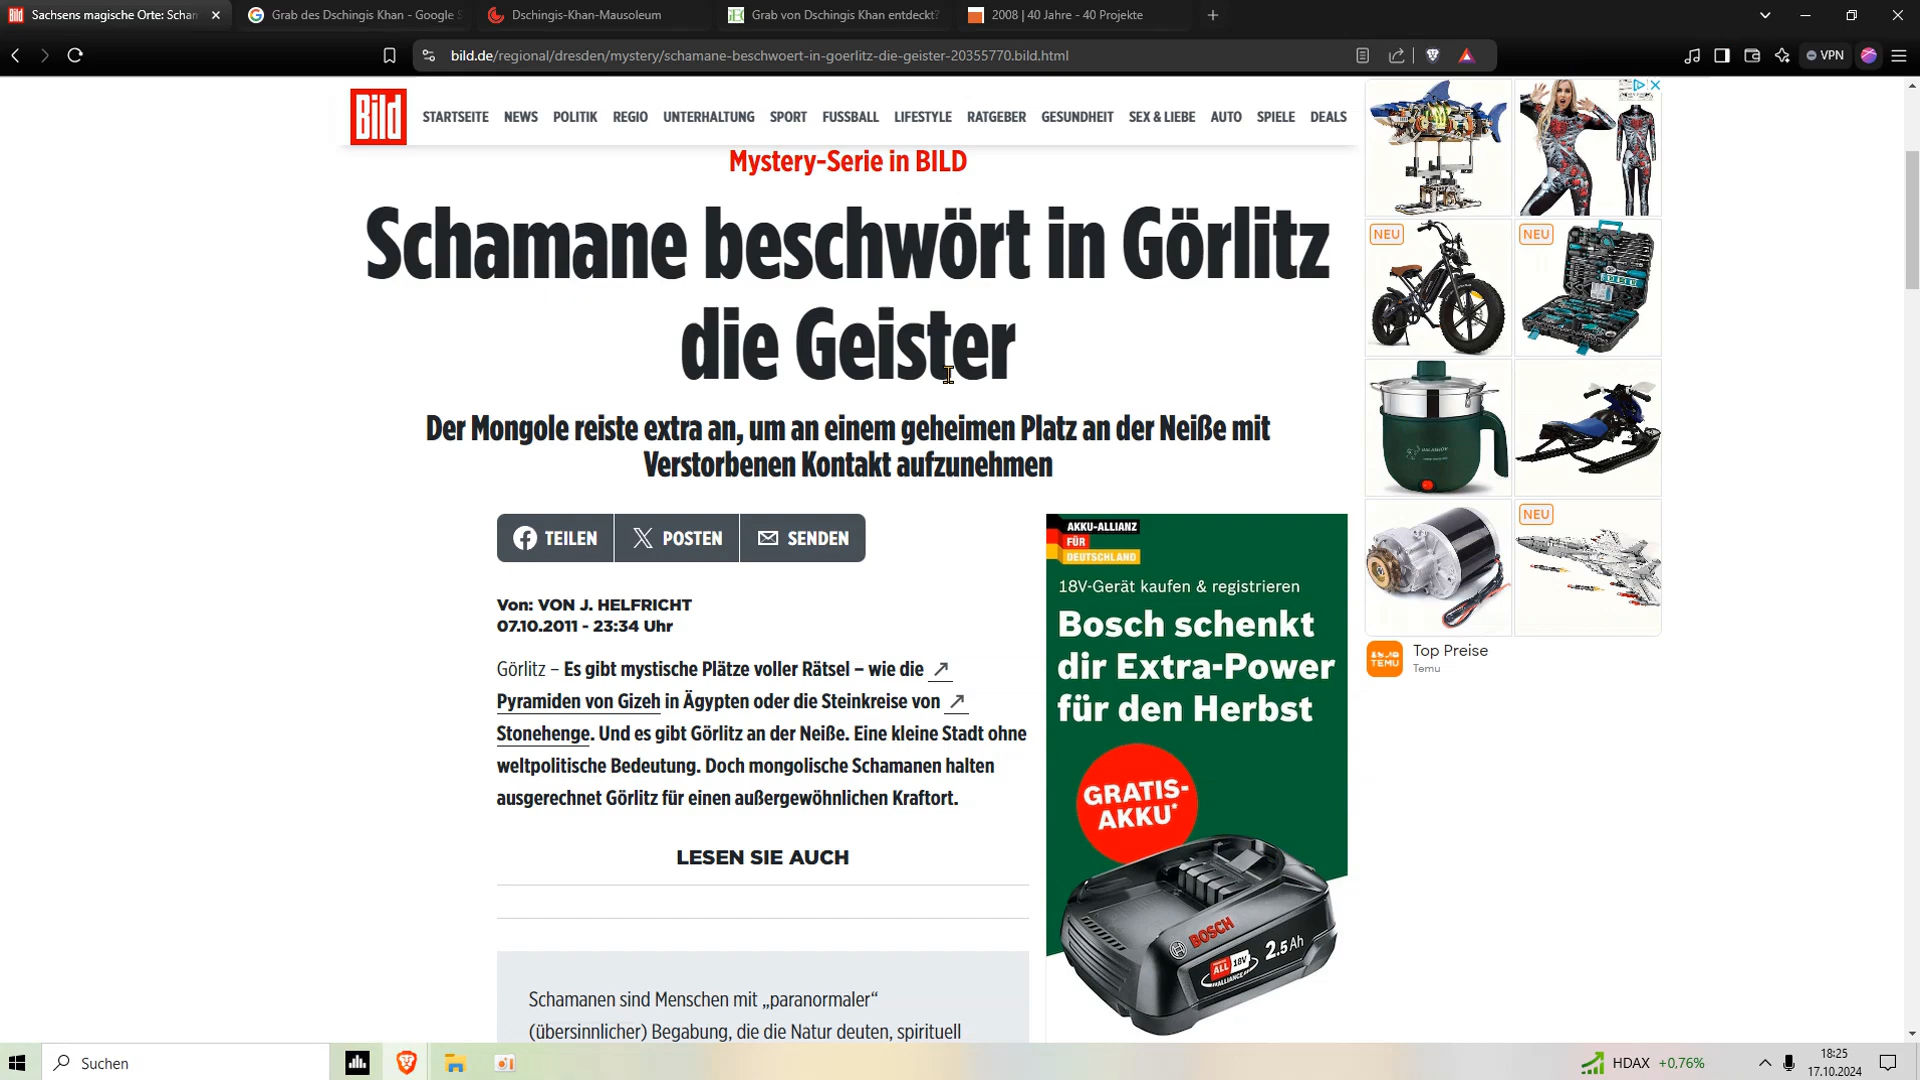 Sachsens magische Orte: Scham
Grab des Dschingis Khan - Google S
Dschingis-Khan-Mausoleum
Grab von Dschingis Khan entdeckt?
2008 | 40 Jahre - 40 Projekte
bild.de/regional/dresden/mystery/schamane-beschwoert-in-goerlitz-die-geister-20355770.bild.html
VPN
Bild
STARTSEITE NEWS POLITIK REGIO UNTERHALTUNG SPORT FUSSBALL LIFESTYLE RATGEBER GESUNDHEIT SEX & LIEBE AUTO SPIELE DEALS
Mystery-Serie in BILD
Schamane beschwört in Görlitz
die Geister
Der Mongole reiste extra an, um an einem geheimen Platz an der Neiße mit
Verstorbenen Kontakt aufzunehmen
TEILEN
POSTEN
SENDEN
Von: VON J. HELFRICHT
07.10.2011 - 23:34 Uhr
Görlitz – Es gibt mystische Plätze voller Rätsel – wie die
Pyramiden von Gizeh in Ägypten oder die Steinkreise von
Stonehenge. Und es gibt Görlitz an der Neiße. Eine kleine Stadt ohne
weltpolitische Bedeutung. Doch mongolische Schamanen halten
ausgerechnet Görlitz für einen außergewöhnlichen Kraftort.
LESEN SIE AUCH
Schamanen sind Menschen mit „paranormaler“
(übersinnlicher) Begabung, die die Natur deuten, spirituell
AKKU-ALLIANZ
FÜR
DEUTSCHLAND
18V-Gerät kaufen & registrieren
Bosch schenkt
dir Extra-Power
für den Herbst
GRATIS-
AKKU*
BOSCH
2.5 Ah
ALL 18V
ALLIANCE
NEU
NEU
NEU
TEMU
Top Preise
Temu
Suchen
HDAX +0,76%
18:25
17.10.2024